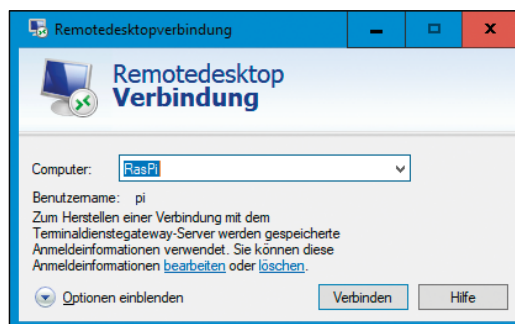 Remotedesktopverbindung
Remotedesktop
Verbindung
Computer: RasPi
Benutzername: pi
Zum Herstellen einer Verbindung mit dem
Terminaldienstegateway-Server werden gespeicherte
Anmeldeinformationen verwendet. Sie können diese
Anmeldeinformationen bearbeiten oder löschen.
Optionen einblenden Verbinden Hilfe